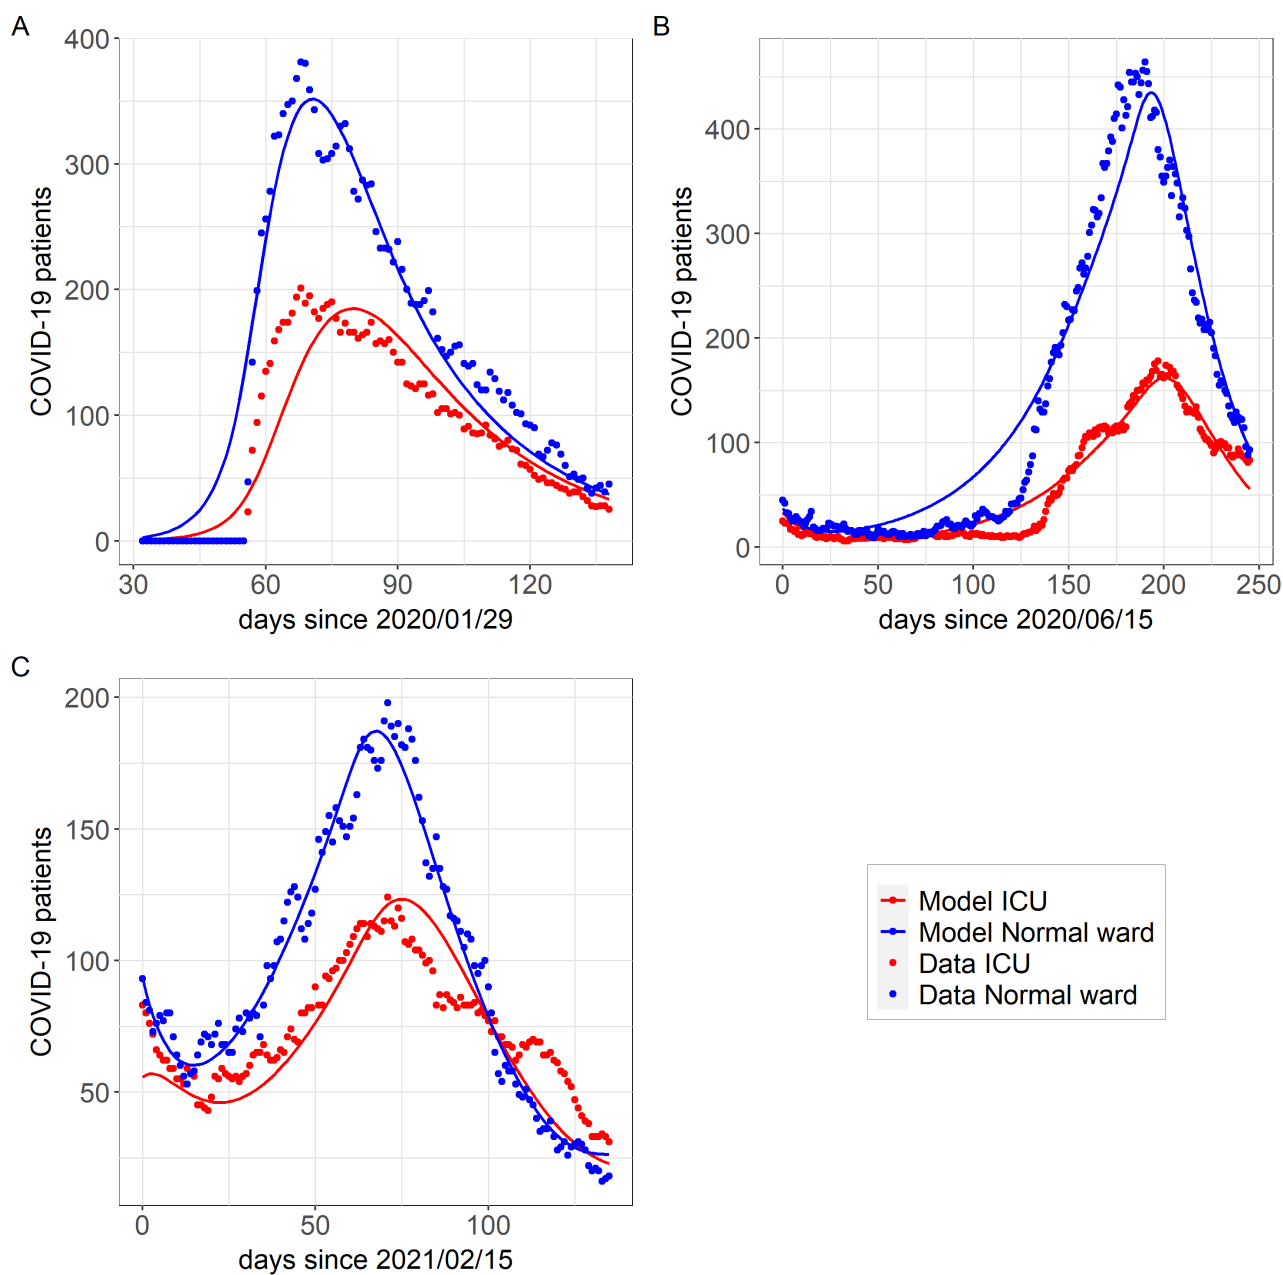 A
COVID-19 patients
400
300
200
100
0
30 60 90 120
days since 2020/01/29
B
COVID-19 patients
400
300
200
100
0
0 50 100 150 200 250
days since 2020/06/15
C
COVID-19 patients
200
150
100
50
0 50 100
days since 2021/02/15
Model ICU
Model Normal ward
Data ICU
Data Normal ward